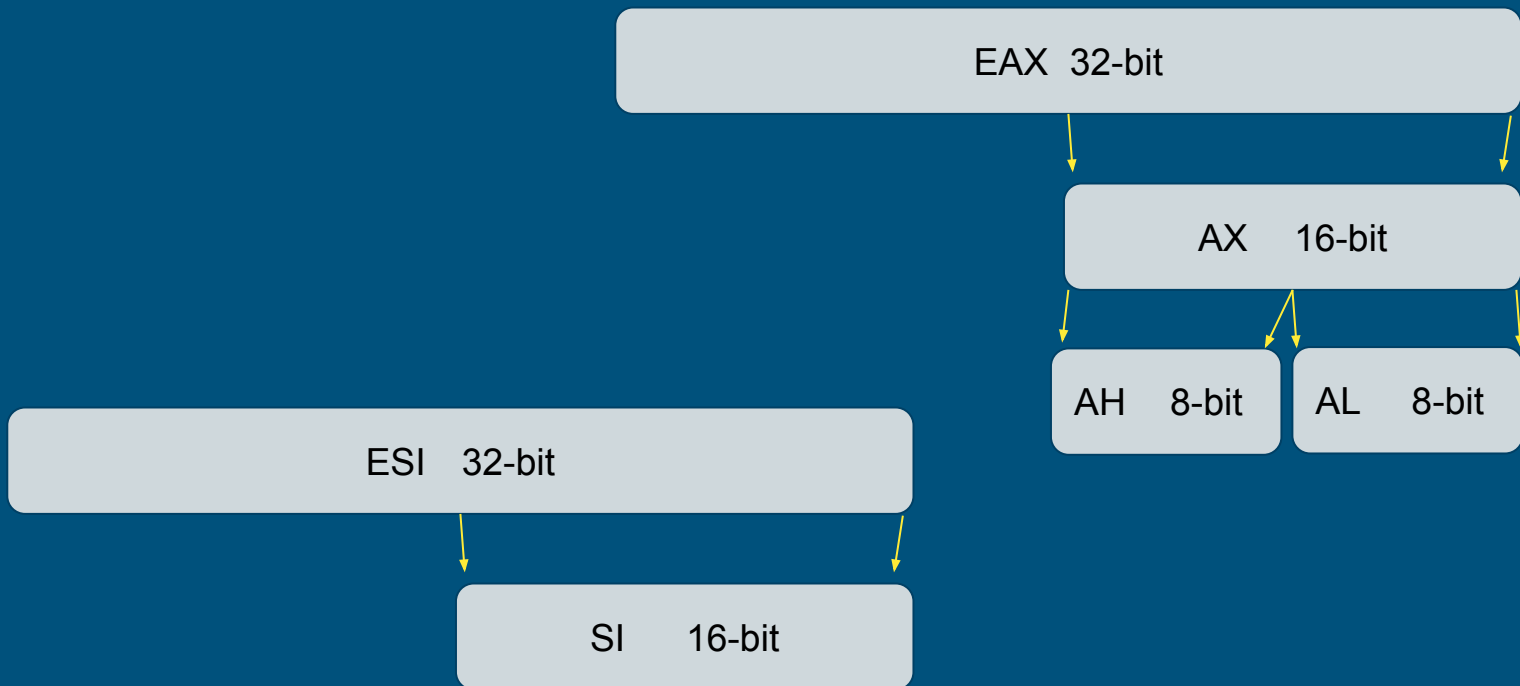 EAX 32-bit
AX 16-bit
AH 8-bit
AL 8-bit
ESI 32-bit
SI 16-bit